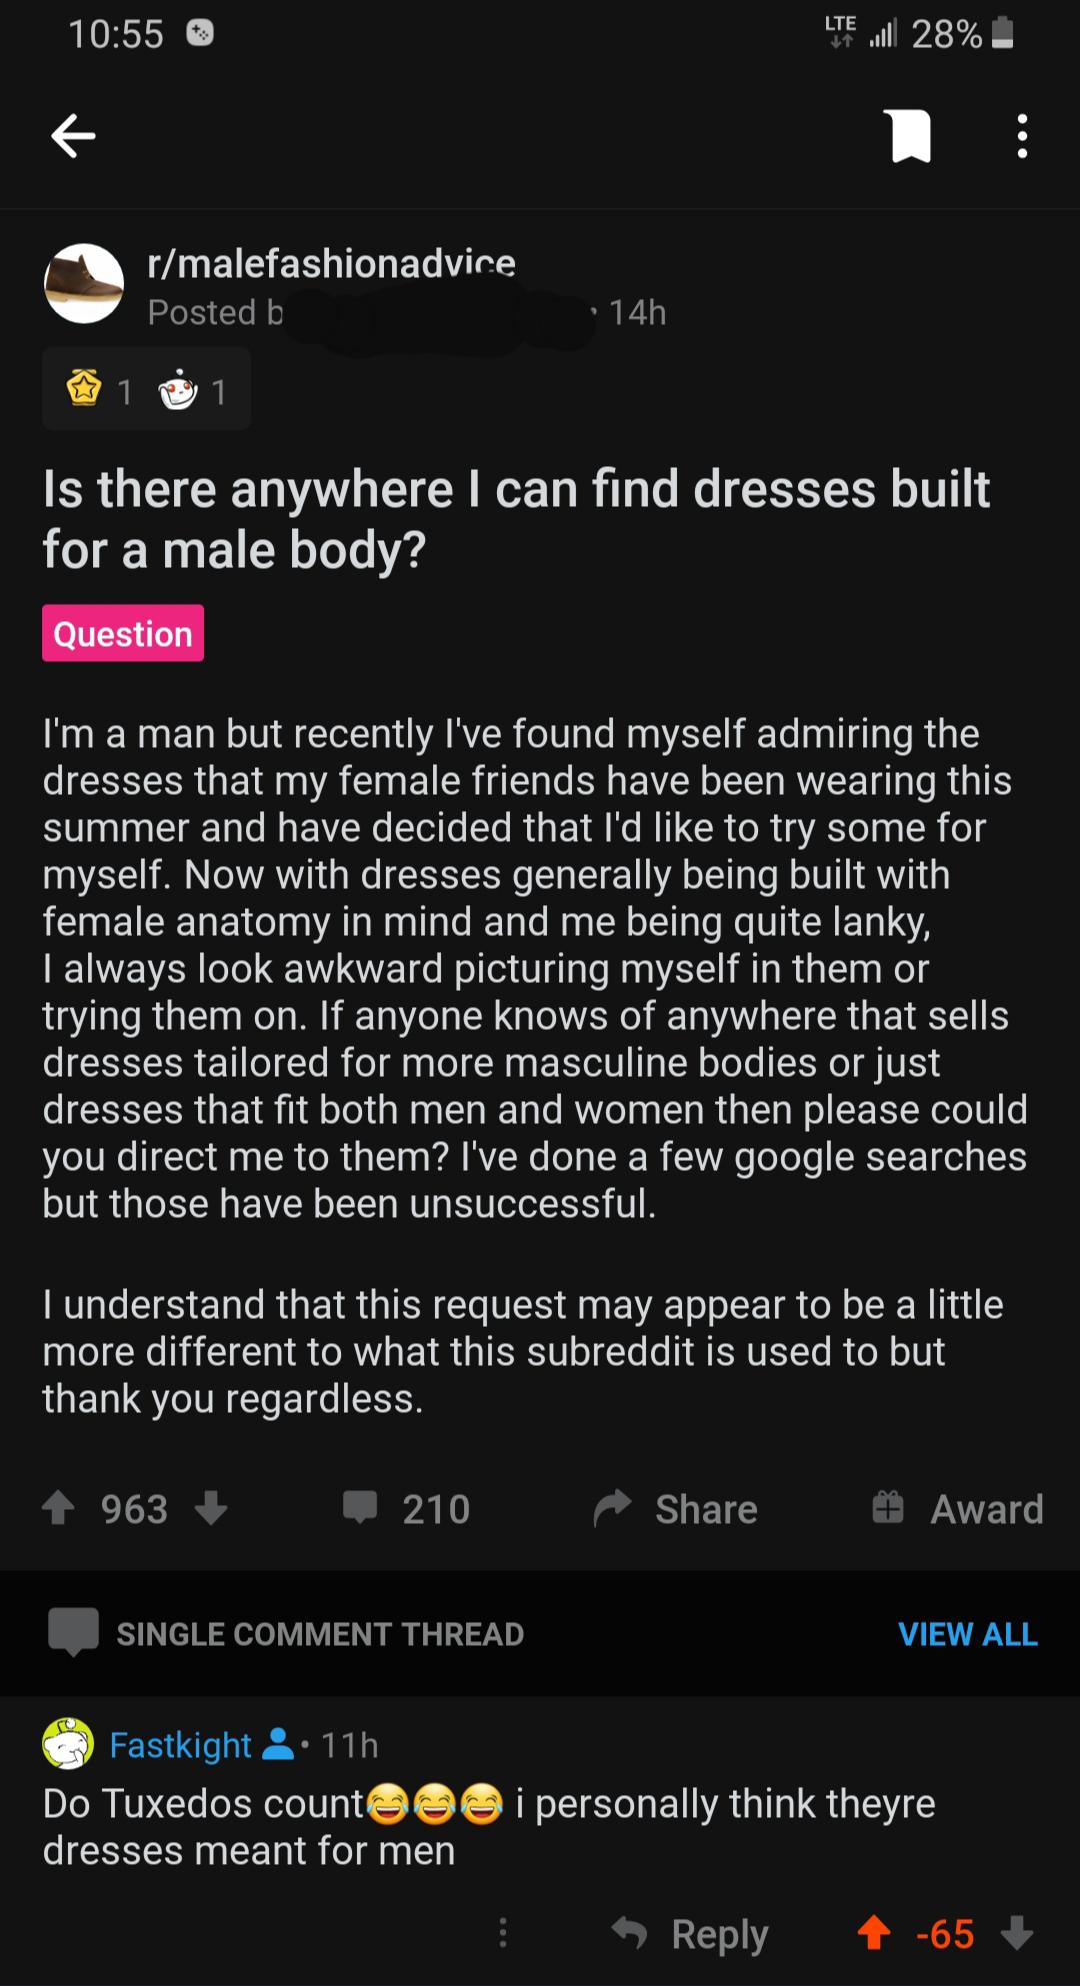 10:55 LTE 28%
r/malefashionadvice
Posted b • 14h
1 1
Is there anywhere I can find dresses built
for a male body?
Question
I'm a man but recently I've found myself admiring the
dresses that my female friends have been wearing this
summer and have decided that I'd like to try some for
myself. Now with dresses generally being built with
female anatomy in mind and me being quite lanky,
I always look awkward picturing myself in them or
trying them on. If anyone knows of anywhere that sells
dresses tailored for more masculine bodies or just
dresses that fit both men and women then please could
you direct me to them? I've done a few google searches
but those have been unsuccessful.
I understand that this request may appear to be a little
more different to what this subreddit is used to but
thank you regardless.
963 210 Share Award
SINGLE COMMENT THREAD VIEW ALL
Fastkight • 11h
Do Tuxedos count😂😂😂 i personally think theyre
dresses meant for men
Reply -65